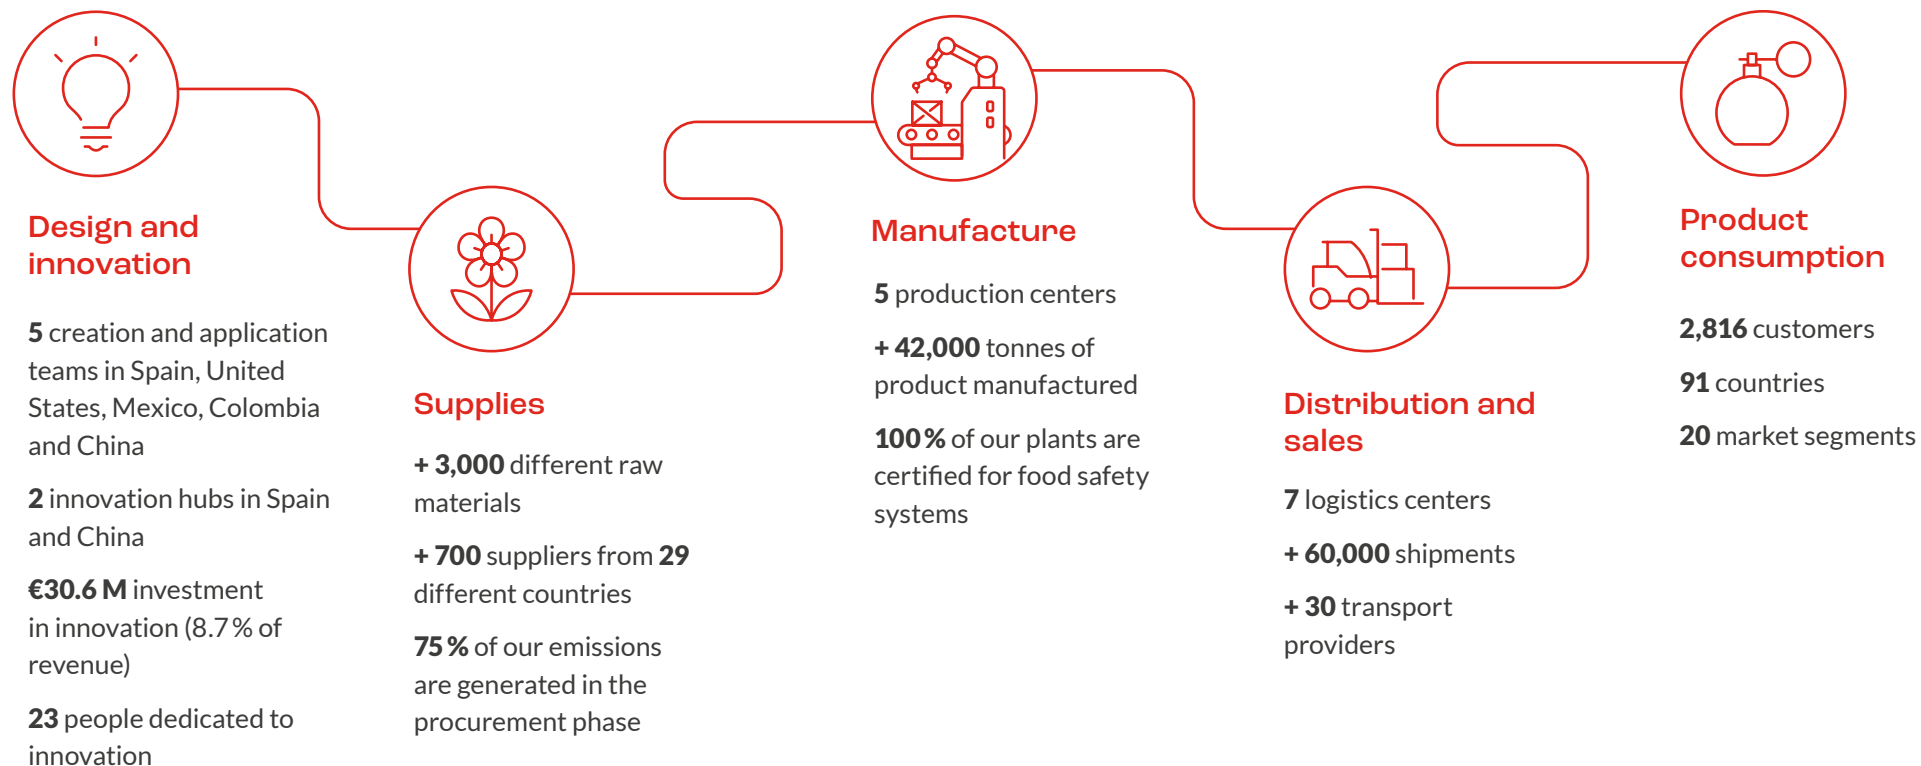 Design and
innovation
5 creation and application
teams in Spain, United
States, Mexico, Colombia
and China
2 innovation hubs in Spain
and China
€30.6 M investment
in innovation (8.7 % of
revenue)
23 people dedicated to
innovation
Supplies
+ 3,000 different raw
materials
+ 700 suppliers from 29
different countries
75 % of our emissions
are generated in the
procurement phase
Manufacture
5 production centers
+ 42,000 tonnes of
product manufactured
100 % of our plants are
certified for food safety
systems
Distribution and
sales
7 logistics centers
+ 60,000 shipments
+ 30 transport
providers
Product
consumption
2,816 customers
91 countries
20 market segments